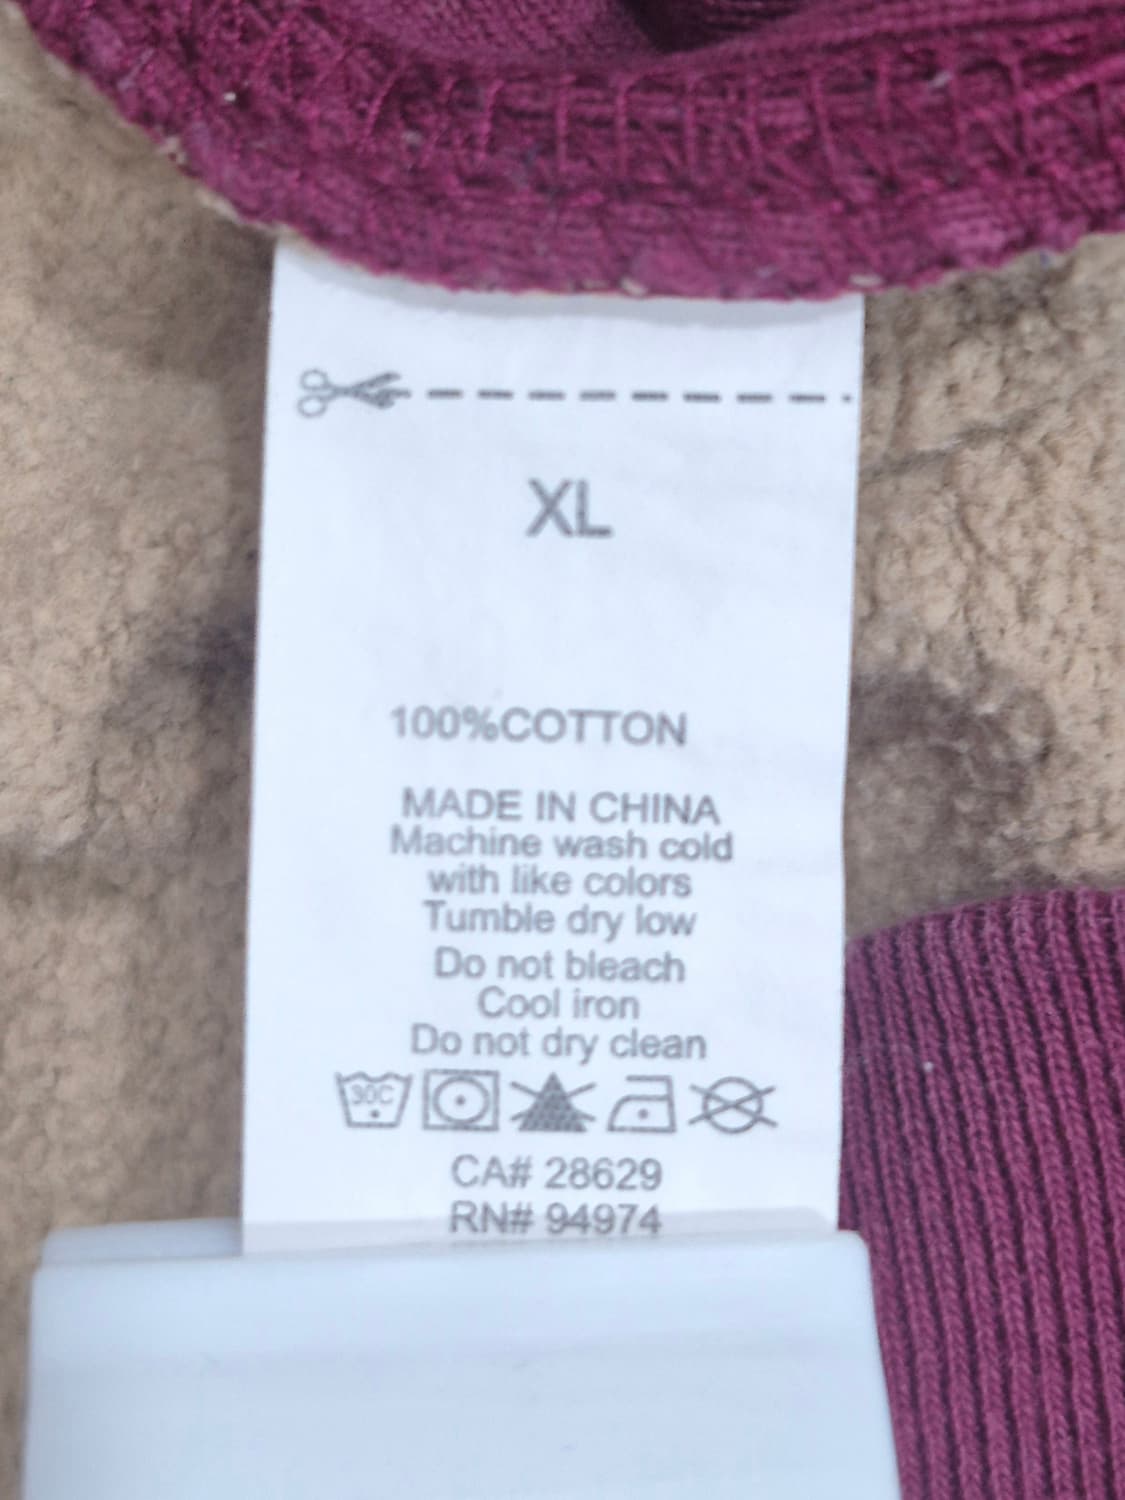 XL
100%COTTON
MADE IN CHINA
Machine wash cold
with like colors
Tumble dry low
Do not bleach
Cool iron
Do not dry clean
30C
CA# 28629
RN# 94974